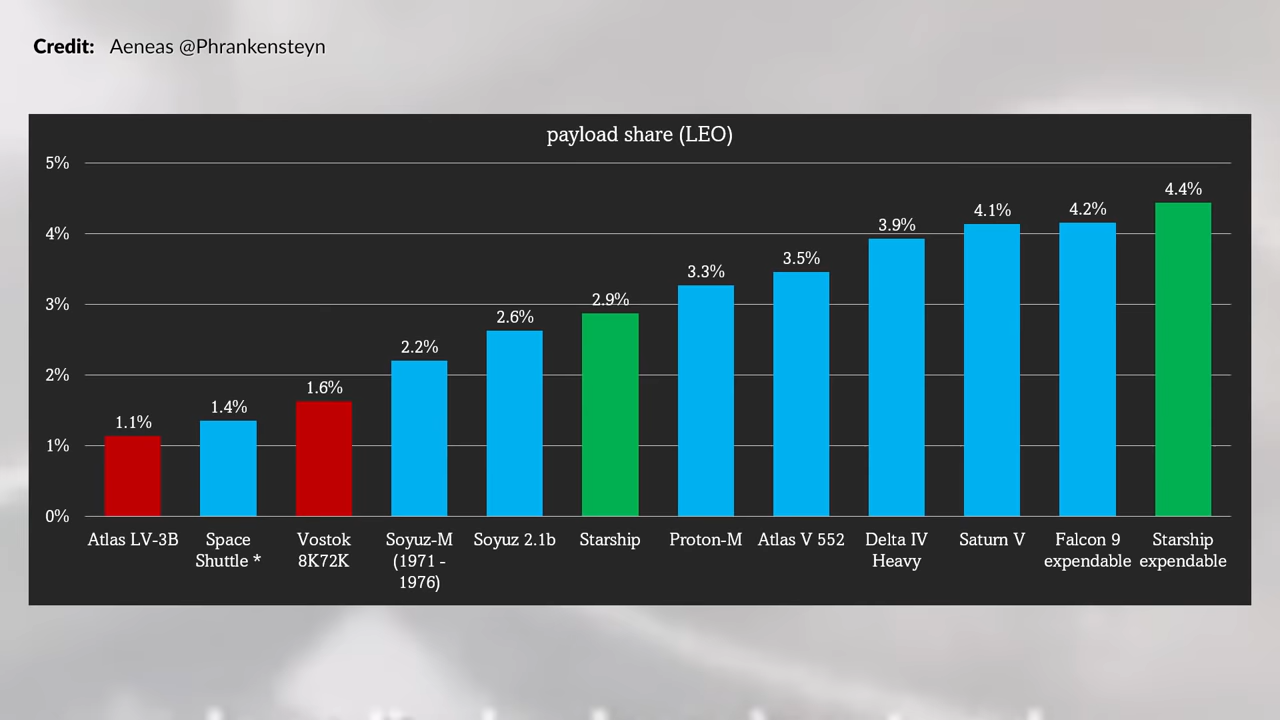 Credit: Aeneas @Phrankensteyn
payload share (LEO)
5%
4%
3%
2%
1%
0%
1.1%
1.4%
1.6%
2.2%
2.6%
2.9%
3.3%
3.5%
3.9%
4.1%
4.2%
4.4%
Atlas LV-3B
Space
Shuttle *
Vostok
8K72K
Soyuz-M
(1971 -
1976)
Soyuz 2.1b
Starship
Proton-M
Atlas V 552
Delta IV
Heavy
Saturn V
Falcon 9
expendable
Starship
expendable